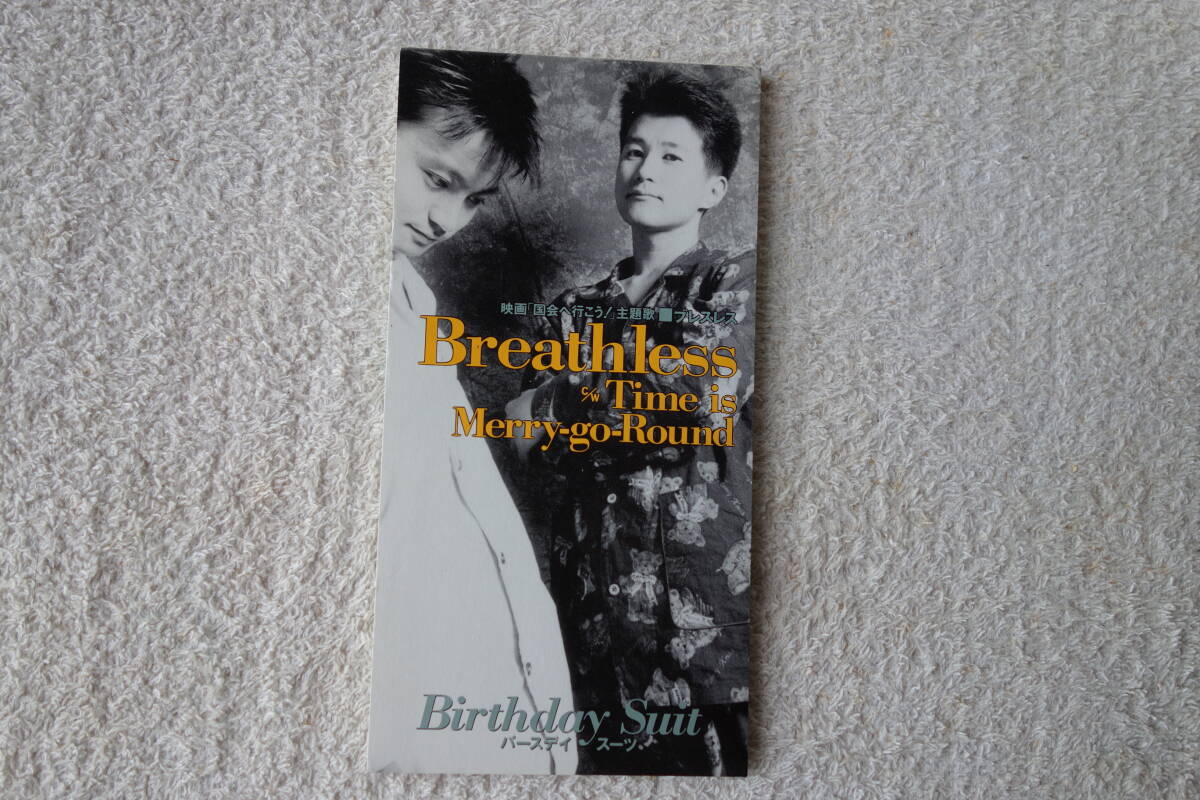 映画「国会へ行こう!」主題歌■ブレスレス
Breathless
c/w Time is
Merry-go-Round
Birthday Suit
バースデイ スーツ